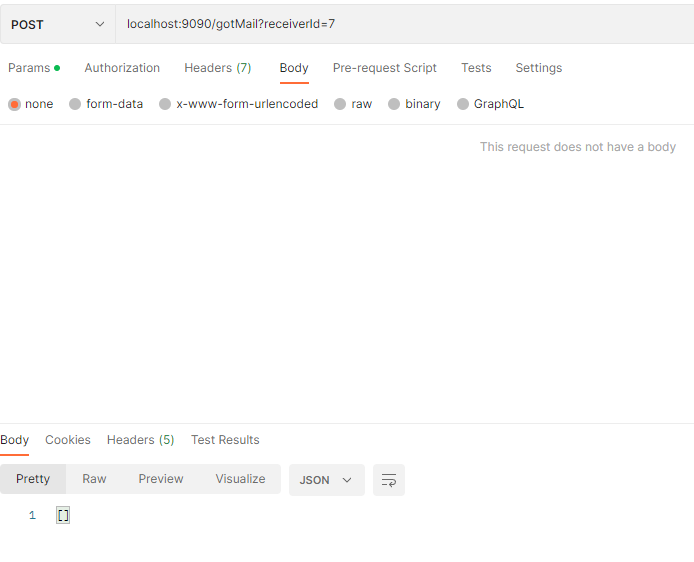 POST localhost:9090/gotMail?receiverId=7
Params Authorization Headers (7) Body Pre-request Script Tests Settings
none form-data x-www-form-urlencoded raw binary GraphQL
This request does not have a body
Body Cookies Headers (5) Test Results
Pretty Raw Preview Visualize JSON
1 []